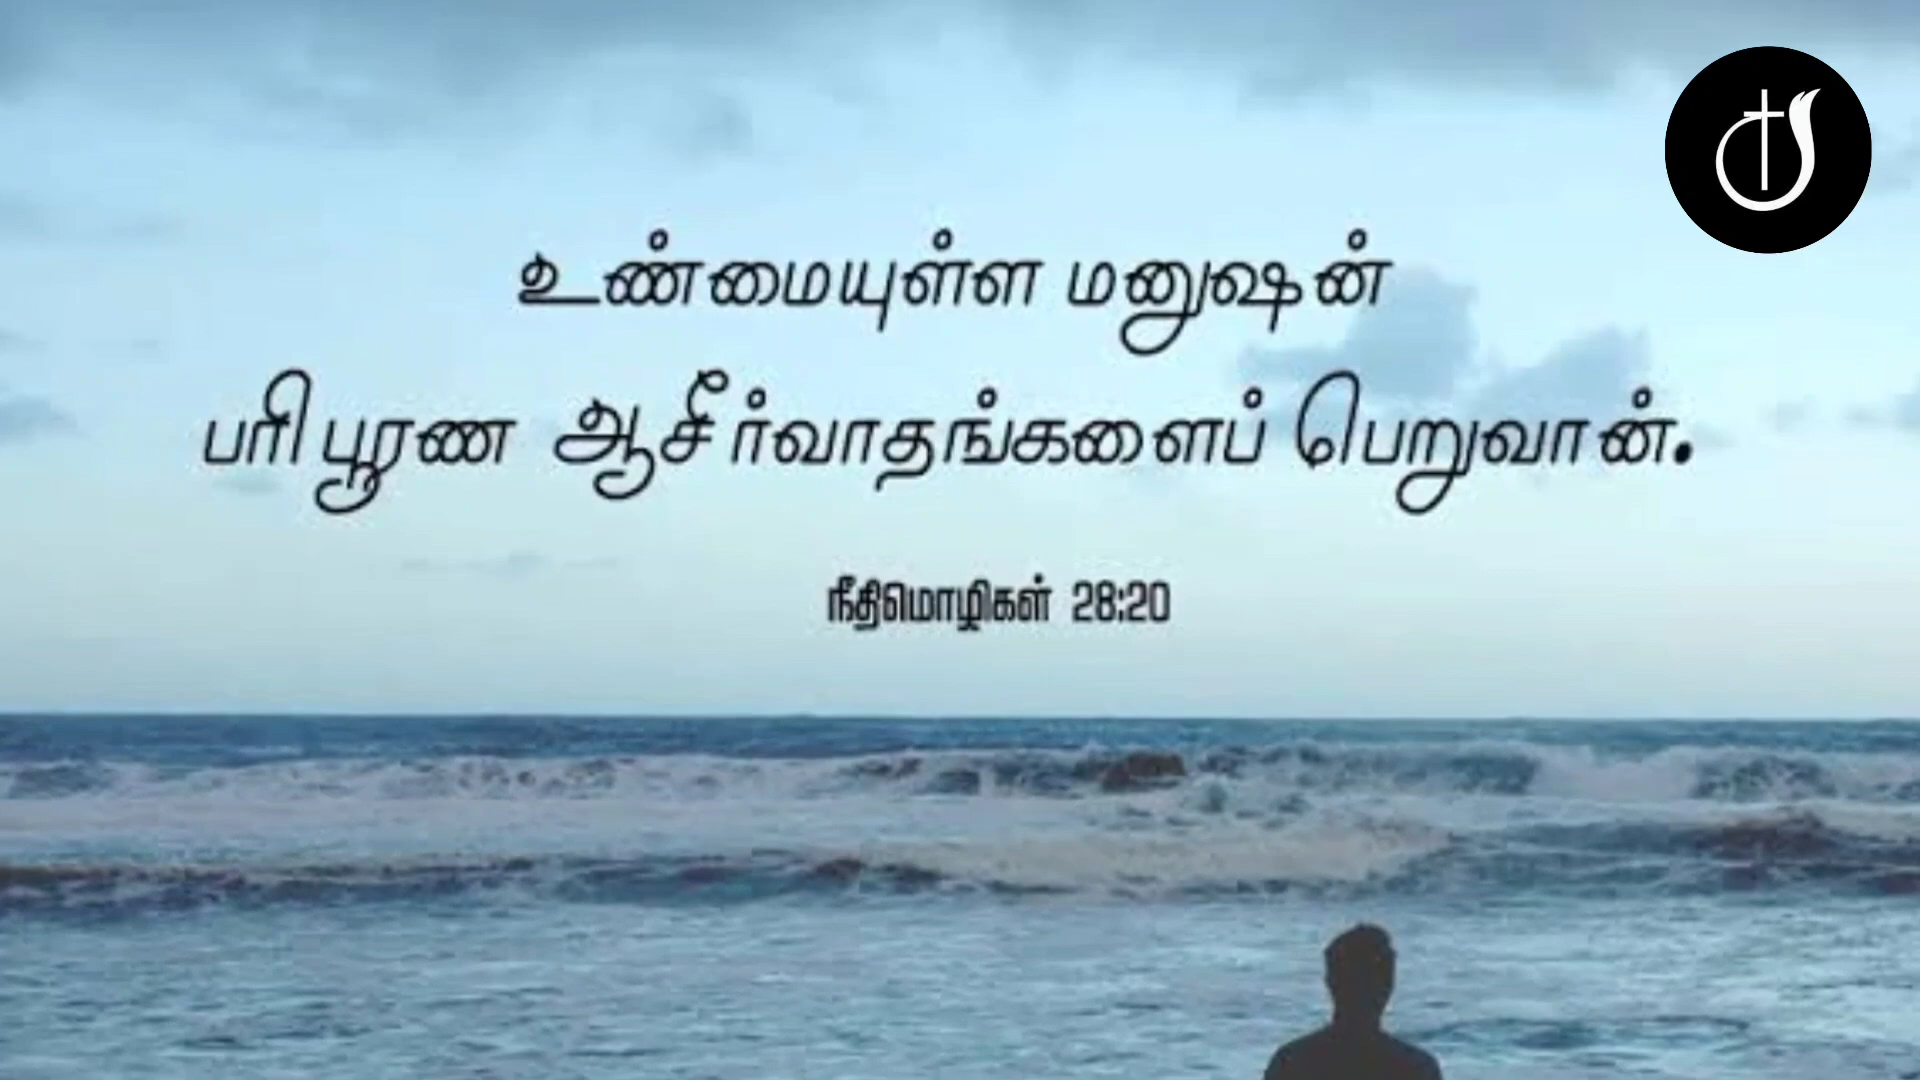 உண்மையுள்ள மனுஷன்
பரிபூரண ஆசீர்வாதங்களைப் பெறுவான்.
நீதிமொழிகள் 28:20